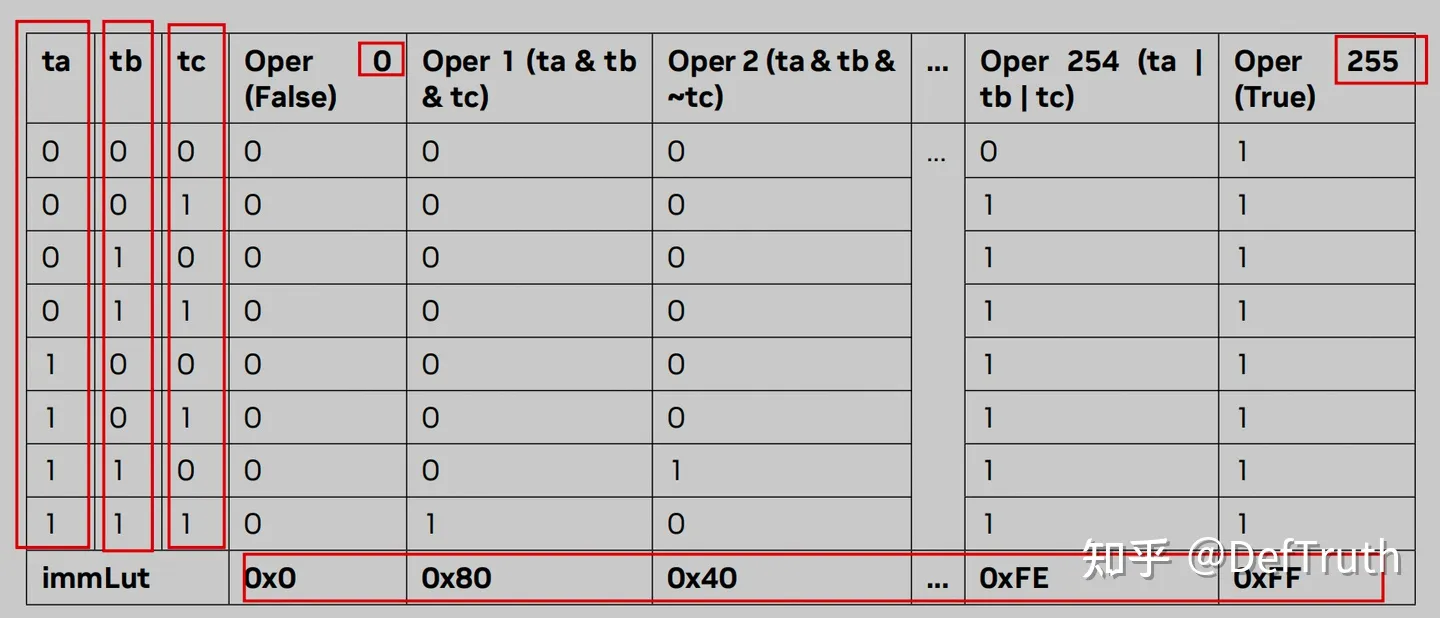 ta tb tc Oper 0 (False) Oper 1 (ta & tb & tc) Oper 2 (ta & tb & ~tc) ... Oper 254 (ta | tb | tc) Oper 255 (True)
0 0 0 0 0 0 ... 0 1
0 0 1 0 0 0 1 1
0 1 0 0 0 0 1 1
0 1 1 0 0 0 1 1
1 0 0 0 0 0 1 1
1 0 1 0 0 0 1 1
1 1 0 0 0 1 1 1
1 1 1 0 1 0 1 1
immLut 0x0 0x80 0x40 ... 0xFE 0xFF
知乎 @DefTruth